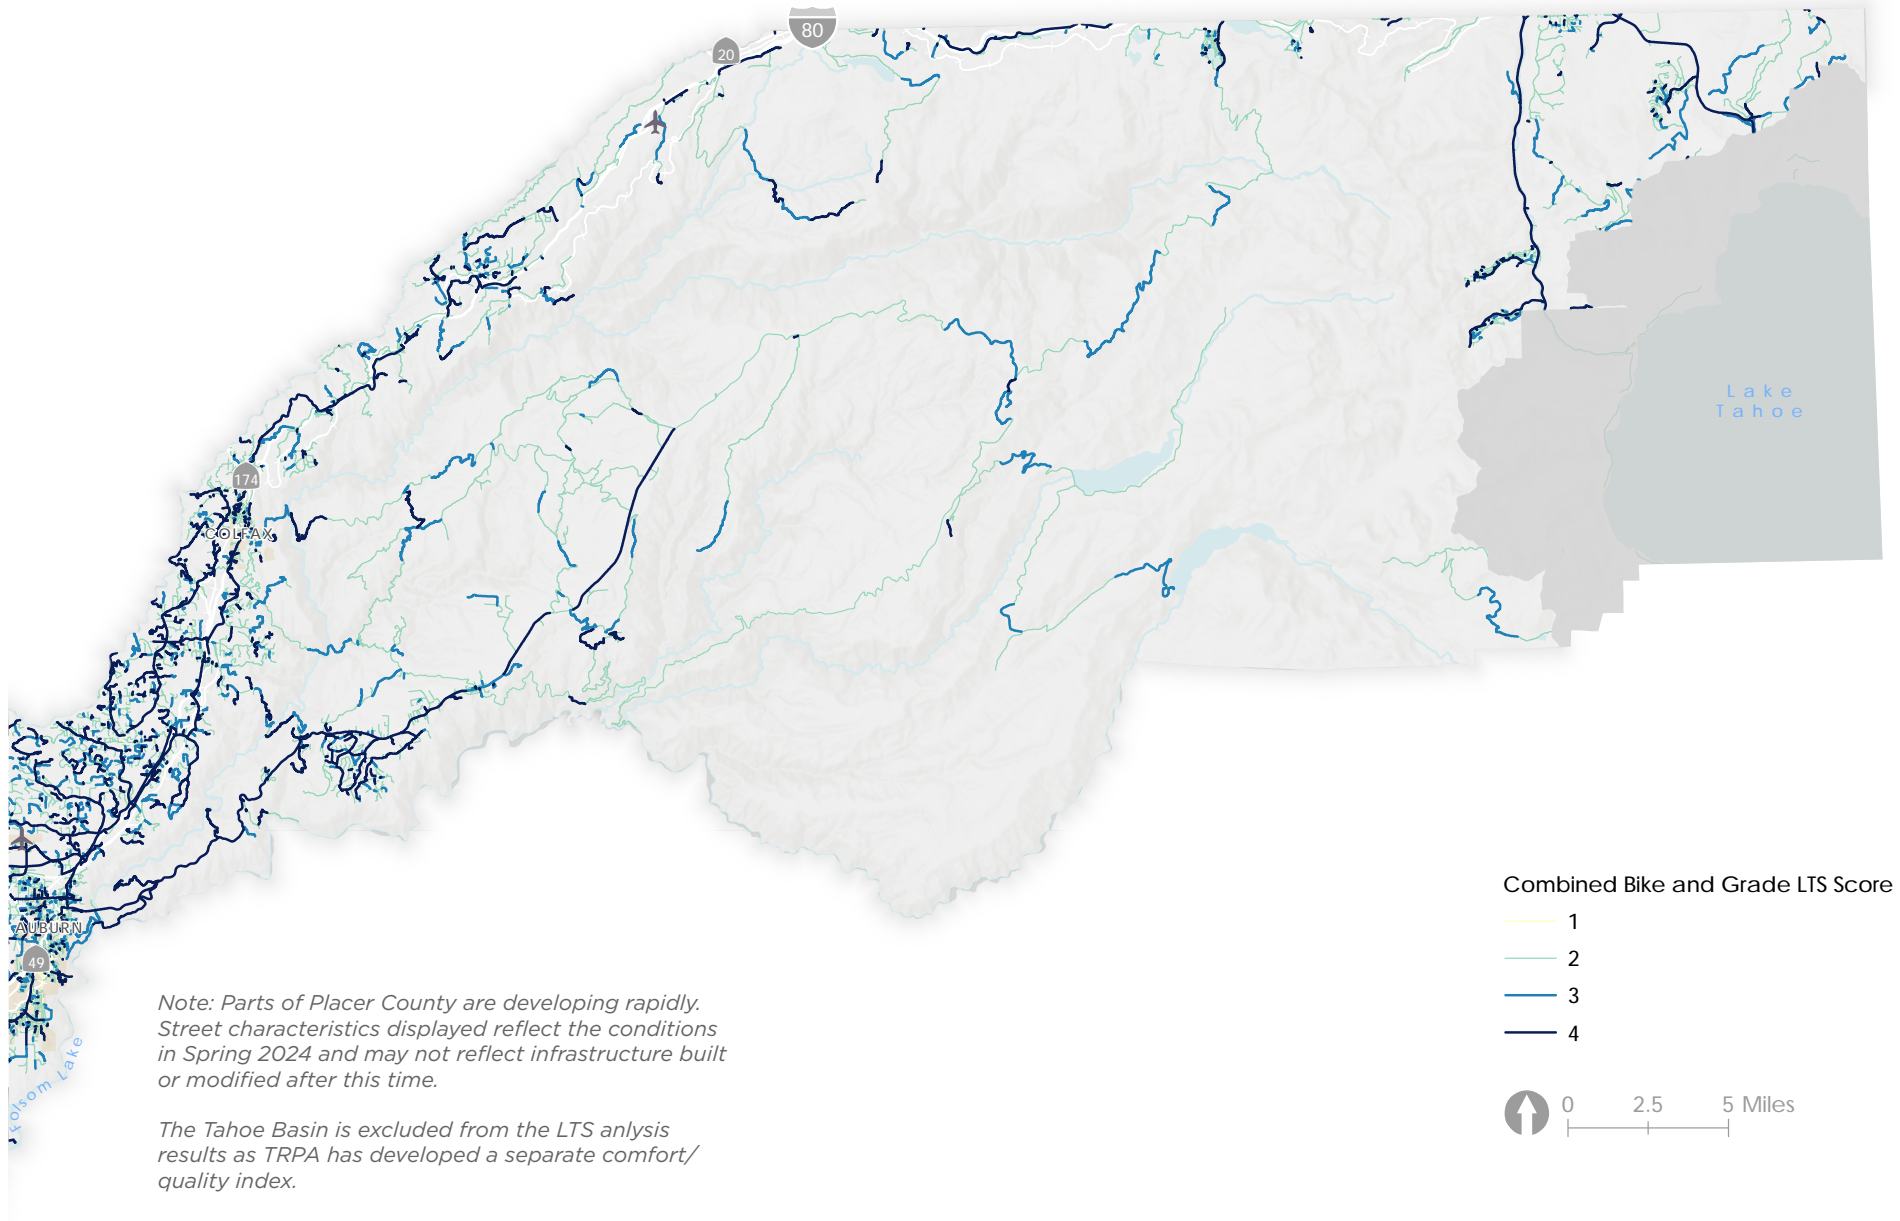 80
20
Lake
Tahoe
174
COLFAX
AUBURN
49
Folsom Lake
Combined Bike and Grade LTS Score
1
2
3
4
0 2.5 5 Miles
Note: Parts of Placer County are developing rapidly.
Street characteristics displayed reflect the conditions
in Spring 2024 and may not reflect infrastructure built
or modified after this time.
The Tahoe Basin is excluded from the LTS anlysis
results as TRPA has developed a separate comfort/
quality index.